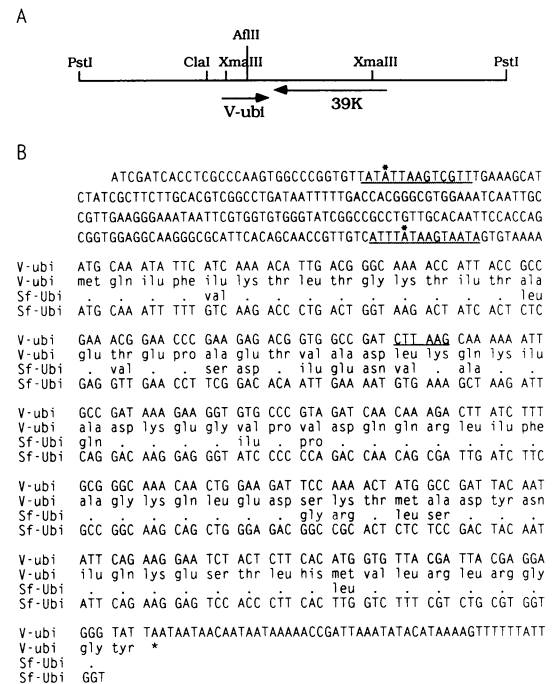 A
AflII
PstI ClaI XmaIII XmaIII PstI
V-ubi 39K
B
*
ATCGATCACCTCGCCCAAGTGGCCCGGTGTTATATTAAGTCGTTTGAAAGCAT
CTATCGCTTCTTGCACGTCGGCCTGATAATTTTTGACCACGGGCGTGGAAATCAATTGC
CGTTGAAGGGAAATAATTCGTGGTGTGGGTATCGGCCGCCTGTTGCACAATTCCACCAG
*
CGGTGGAGGCAAGGGCGCATTCACAGCAACCGTTGTCATTTATAAGTAATAGTGTAAAA
V-ubi ATG CAA ATA TTC ATC AAA ACA TTG ACG GGC AAA ACC ATT ACC GCC
V-ubi met gln ilu phe ilu lys thr leu thr gly lys thr ilu thr ala
Sf-Ubi . . . . val . . . . . . . . . leu
Sf-Ubi ATG CAA ATT TTT GTC AAG ACC CTG ACT GGT AAG ACT ATC ACT CTC
GAA ACG GAA CCC GAA GAG ACG GTG GCC GAT CTT AAG CAA AAA ATT
V-ubi glu thr glu pro ala glu thr val ala asp leu lys gln lys ilu
Sf-Ubi . val . . ser asp . ilu glu asn val . ala . .
Sf-Ubi GAG GTT GAA CCT TCG GAC ACA ATT GAA AAT GTG AAA GCT AAG ATT
V-ubi GCC GAT AAA GAA GGT GTG CCC GTA GAT CAA CAA AGA CTT ATC TTT
V-ubi ala asp lys glu gly val pro val asp gln gln arg leu ilu phe
Sf-Ubi gln . . . . ilu . pro . . . . . . .
Sf-Ubi CAG GAC AAG GAG GGT ATC CCC CCA GAC CAA CAG CGA TTG ATC TTC
V-ubi GCG GGC AAA CAA CTG GAA GAT TCC AAA ACT ATG GCC GAT TAC AAT
V-ubi ala gly lys gln leu glu asp ser lys thr met ala asp tyr asn
Sf-Ubi . . . . . . . gly arg . leu ser . . .
Sf-Ubi GCC GGC AAG CAG CTG GAG GAC GGC CGC ACT CTC TCC GAC TAC AAT
V-ubi ATT CAG AAG GAA TCT ACT CTT CAC ATG GTG TTA CGA TTA CGA GGA
V-ubi ilu gln lys glu ser thr leu his met val leu arg leu arg gly
Sf-Ubi . . . . . . . . leu . . . . . .
Sf-Ubi ATT CAG AAG GAG TCC ACC CTT CAC TTG GTC TTT CGT CTG CGT GGT
V-ubi GGG TAT TAATAATAACAATAATAAAAACCGATTAAATATACATAAAAGTTTTTTATT
V-ubi gly tyr *
Sf-Ubi .
Sf-Ubi GGT